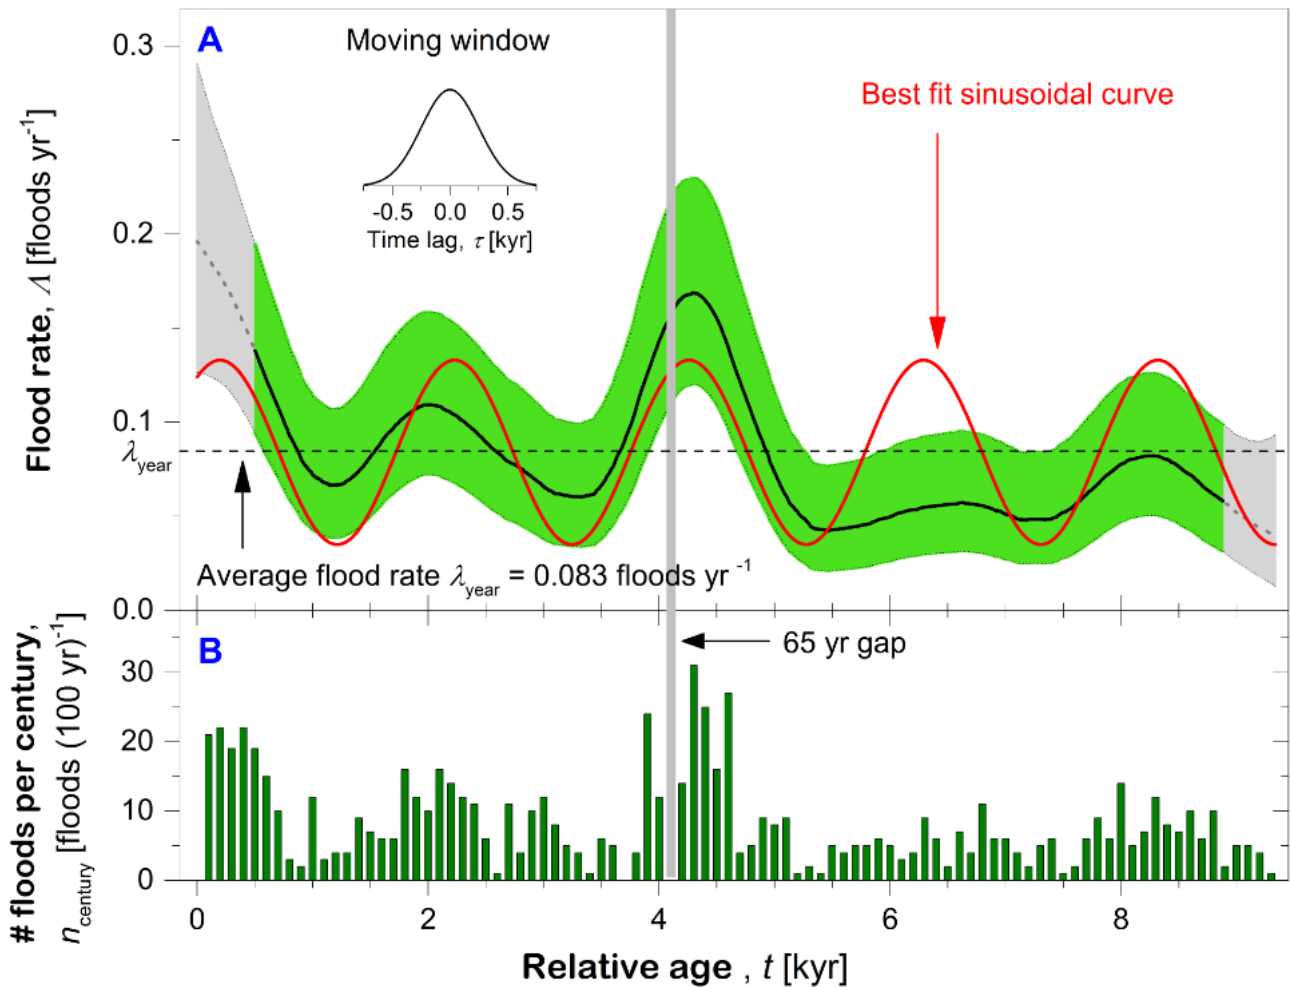 A
Moving window
-0.5 0.0 0.5
Time lag, τ [kyr]
Best fit sinusoidal curve
0.3
0.2
0.1
λyear
0.0
Flood rate, Λ [floods yr-1]
Average flood rate λyear = 0.083 floods yr -1
B
65 yr gap
30
20
10
0
# floods per century,
ncentury [floods (100 yr)-1]
0 2 4 6 8
Relative age , t [kyr]